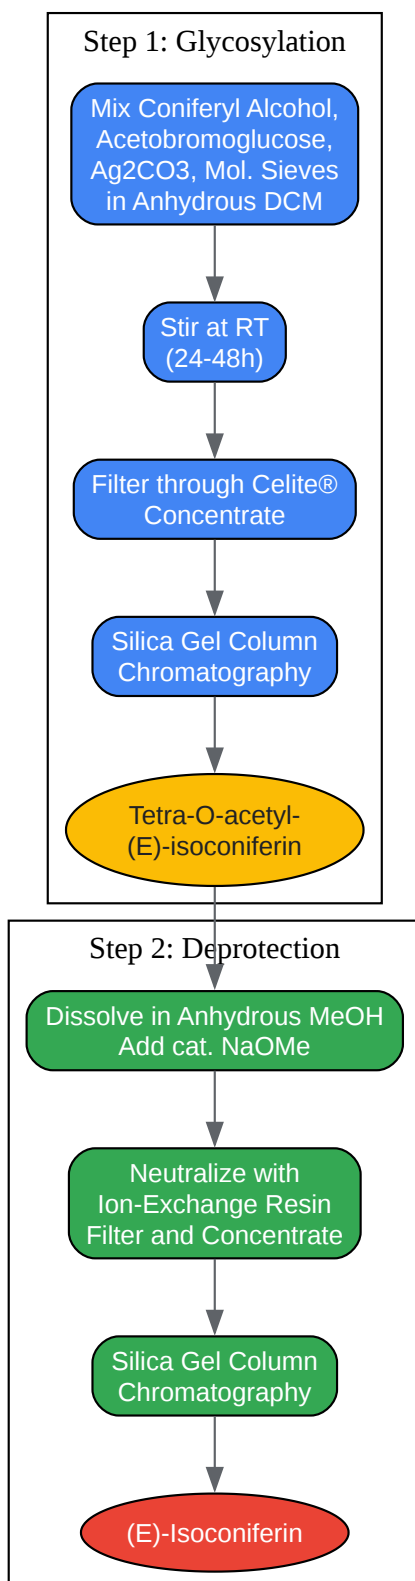 Step 1: Glycosylation
Mix Coniferyl Alcohol,
Acetobromoglucose,
Ag2CO3, Mol. Sieves
in Anhydrous DCM
Stir at RT
(24-48h)
Filter through Celite®
Concentrate
Silica Gel Column
Chromatography
Tetra-O-acetyl-
(E)-isoconiferin
Step 2: Deprotection
Dissolve in Anhydrous MeOH
Add cat. NaOMe
Neutralize with
Ion-Exchange Resin
Filter and Concentrate
Silica Gel Column
Chromatography
(E)-Isoconiferin